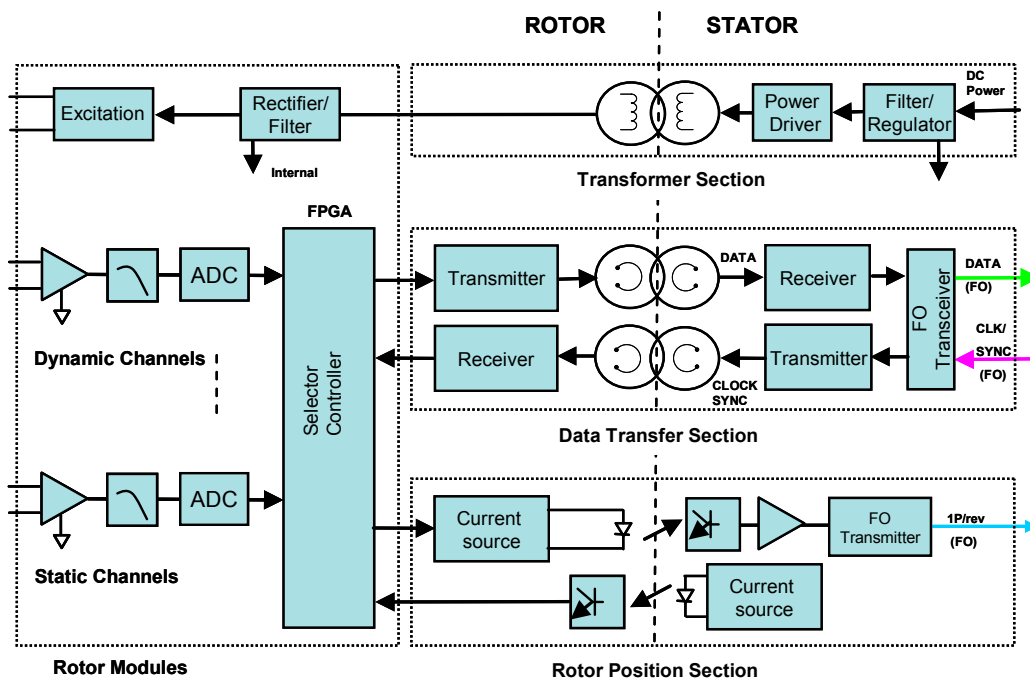 ROTOR
STATOR
Excitation
Rectifier/
Filter
Internal
Power
Driver
Filter/
Regulator
DC
Power
Transformer Section
FPGA
ADC
Dynamic Channels
Selector
Controller
Transmitter
DATA
Receiver
FO
Transceiver
DATA
(FO)
Receiver
CLOCK
SYNC
Transmitter
CLK/
SYNC
(FO)
Data Transfer Section
ADC
Static Channels
Current
source
FO
Transmitter
1P/rev
(FO)
Current
source
Rotor Modules
Rotor Position Section